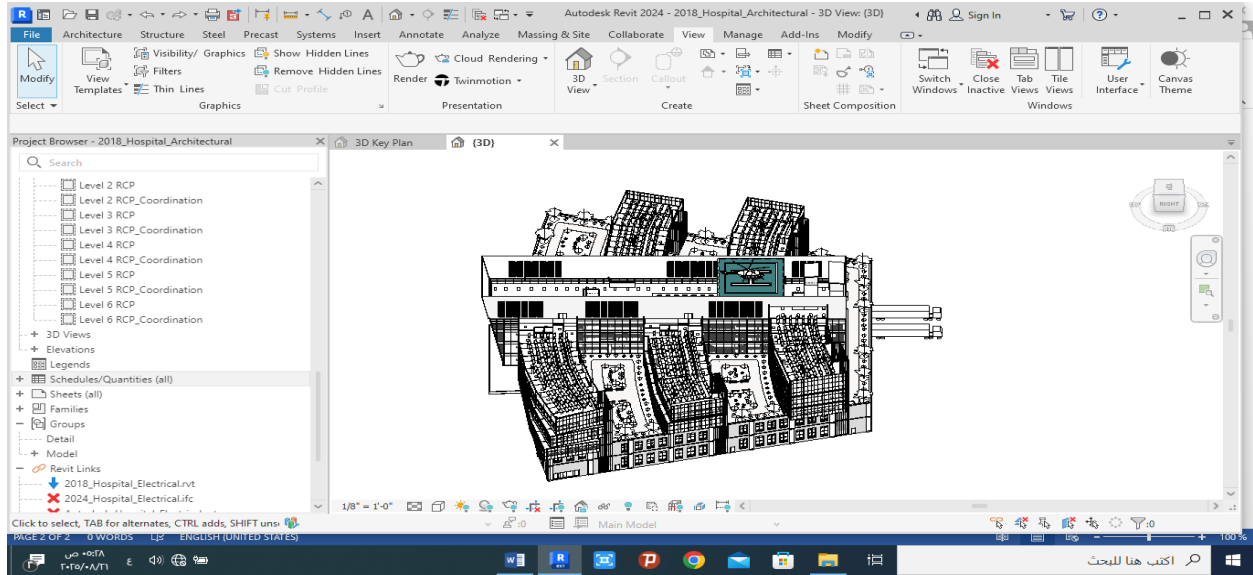 Autodesk Revit 2024 - 2018_Hospital_Architectural - 3D View: {3D}
Sign In
File Architecture Structure Steel Precast Systems Insert Annotate Analyze Massing & Site Collaborate View Manage Add-Ins Modify
Modify
View Templates
Visibility/ Graphics
Filters
Thin Lines
Show Hidden Lines
Remove Hidden Lines
Cut Profile
Render
Cloud Rendering
Twinmotion
3D View
Section
Callout
Switch Windows
Close Inactive
Tab Views
Tile Views
User Interface
Canvas Theme
Select
Graphics
Presentation
Create
Sheet Composition
Windows
Project Browser - 2018_Hospital_Architectural
3D Key Plan
{3D}
Search
Level 2 RCP
Level 2 RCP_Coordination
Level 3 RCP
Level 3 RCP_Coordination
Level 4 RCP
Level 4 RCP_Coordination
Level 5 RCP
Level 5 RCP_Coordination
Level 6 RCP
Level 6 RCP_Coordination
3D Views
Elevations
Legends
Schedules/Quantities (all)
Sheets (all)
Families
Groups
Detail
Model
Revit Links
2018_Hospital_Electrical.rvt
2024_Hospital_Electrical.ifc
RIGHT
1/8" = 1'-0"
Click to select, TAB for alternates, CTRL adds, SHIFT uns
:0
Main Model
:0
PAGE 2 OF 2 0 WORDS ENGLISH (UNITED STATES)
100 %
٠٥:٢٨ ص
٢٠٢٥/٠٨/٢١
ع
اكتب هنا للبحث